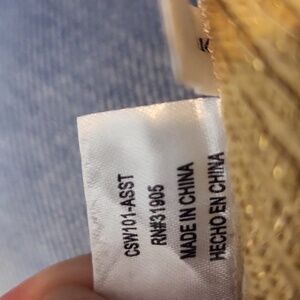 CSW101-ASST
RN#31905
MADE IN CHINA
HECHO EN CHINA